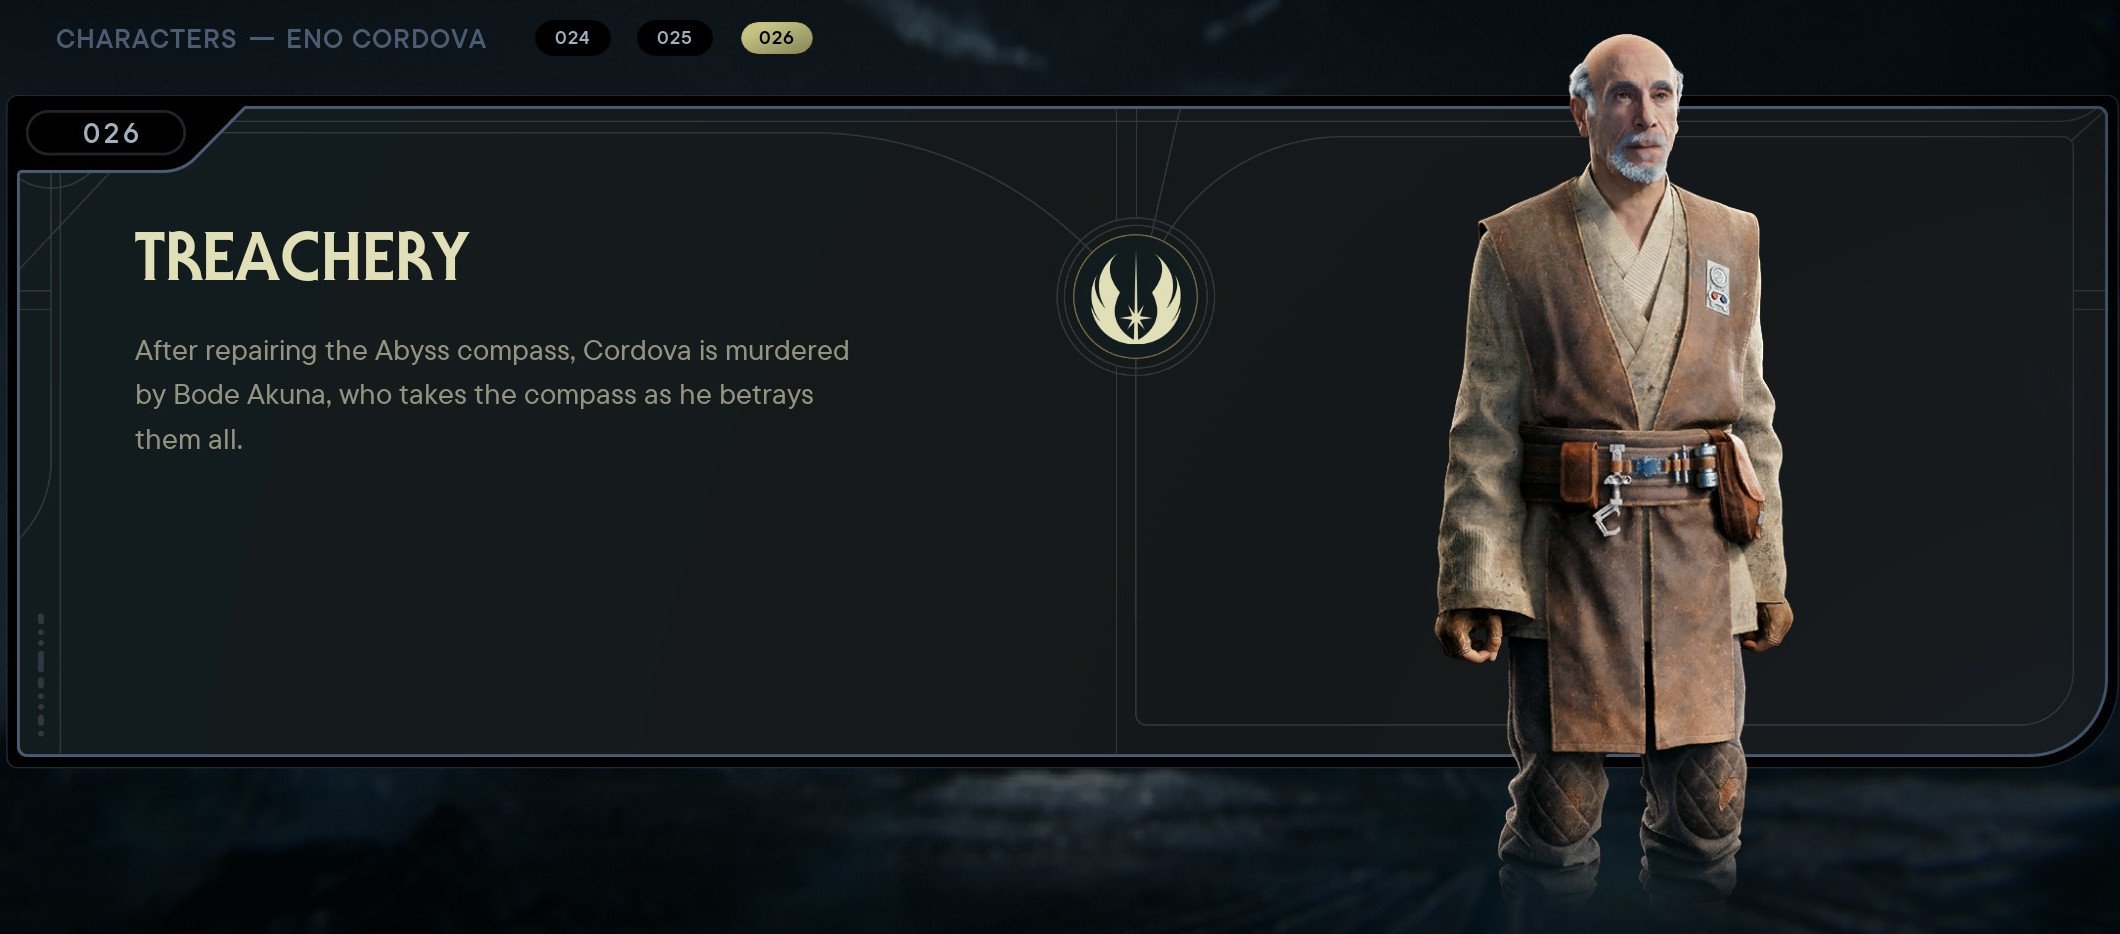 CHARACTERS — ENO CORDOVA 024 025 026
026
TREACHERY
After repairing the Abyss compass, Cordova is murdered
by Bode Akuna, who takes the compass as he betrays
them all.